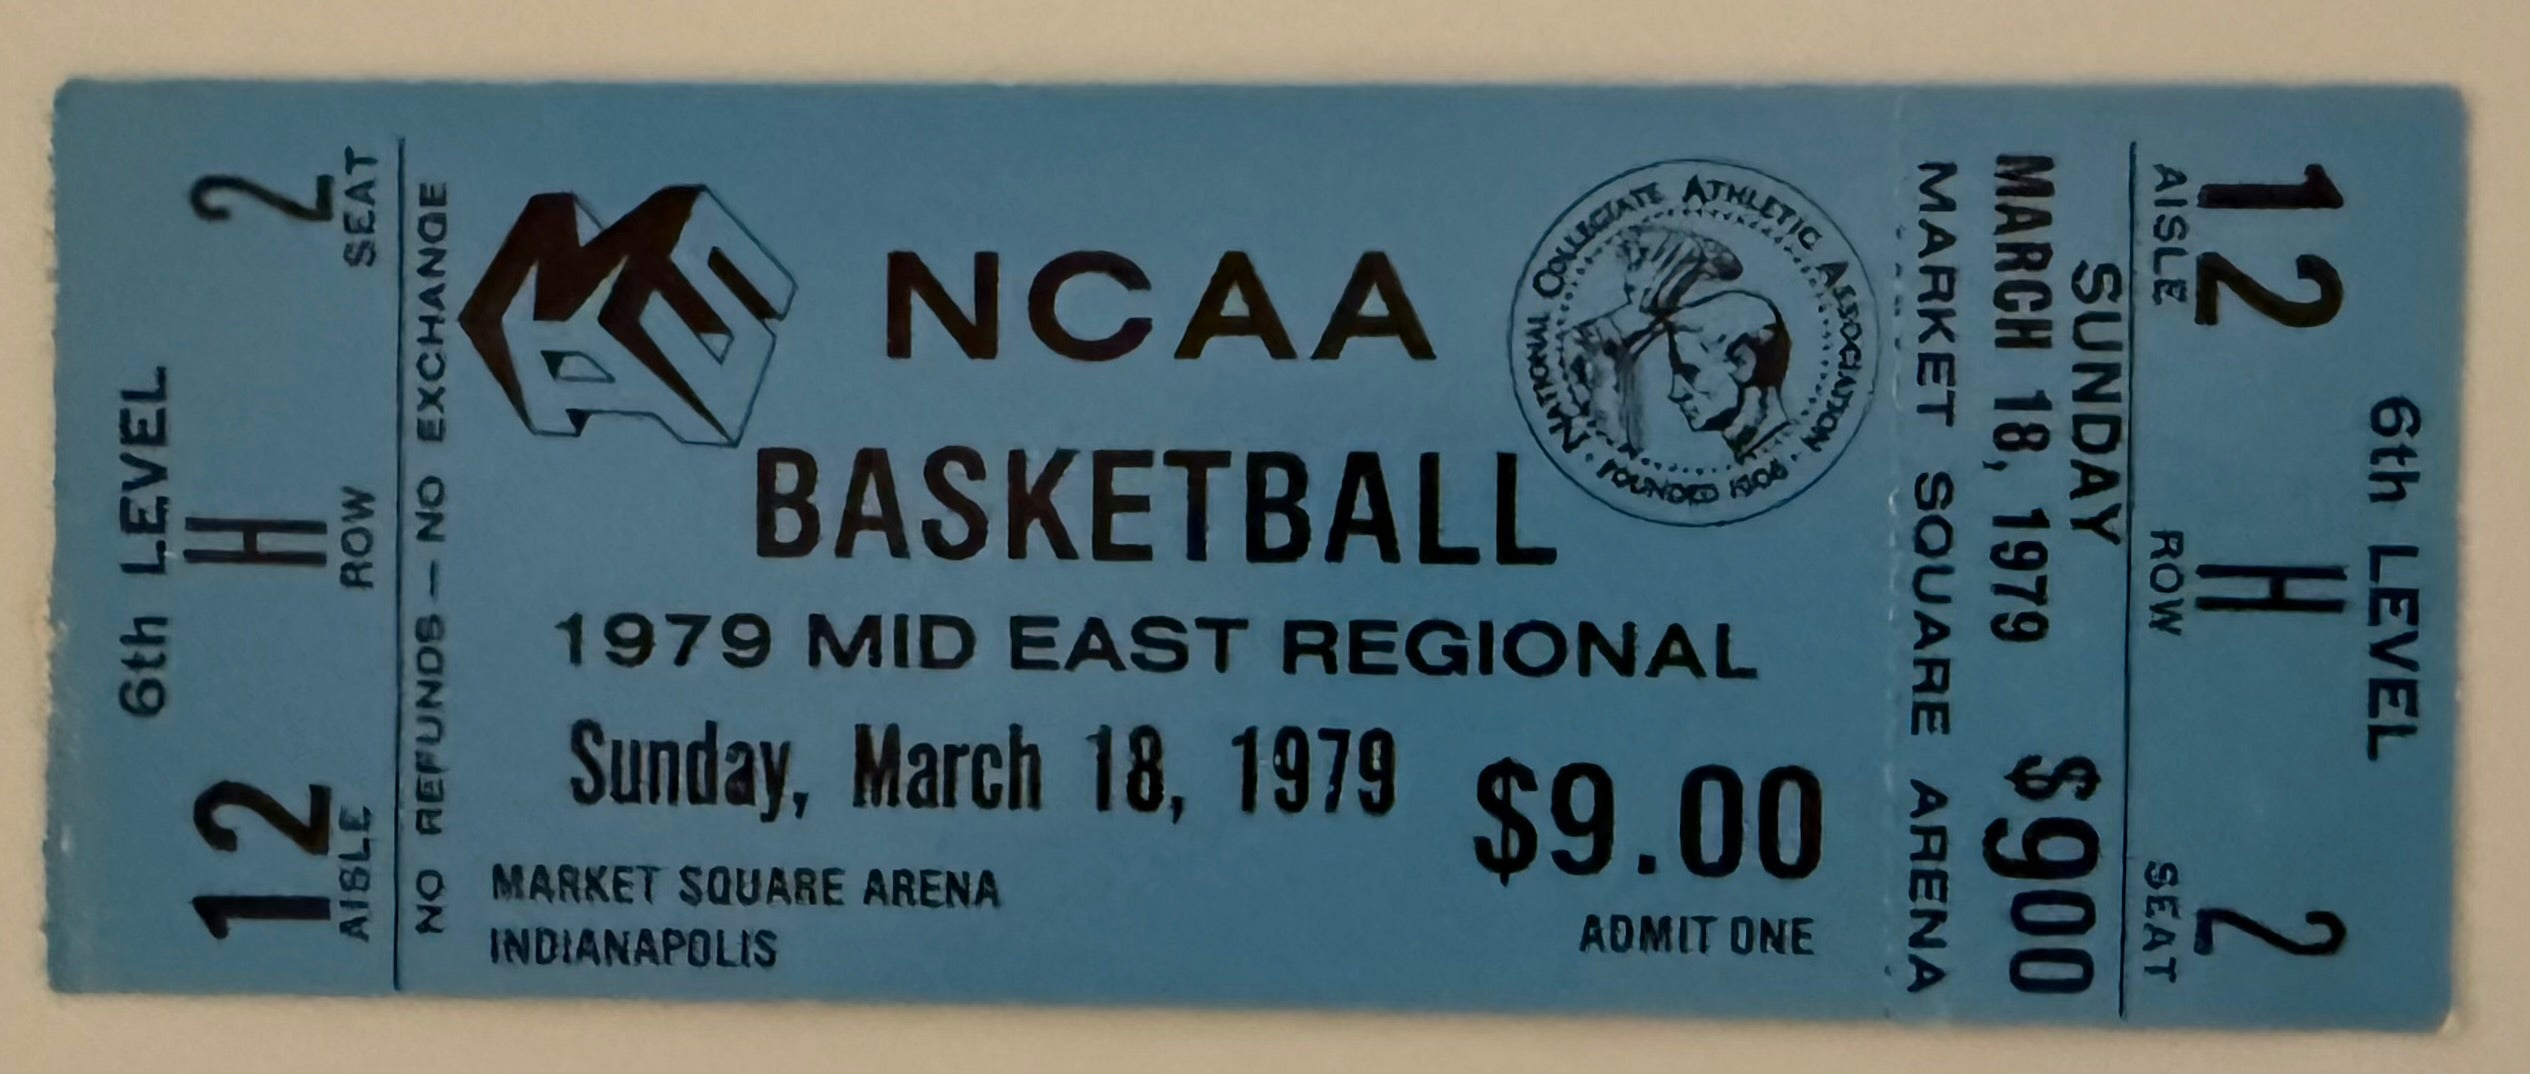 6th LEVEL
2 H 12
SEAT ROW AISLE
NO REFUNDS — NO EXCHANGE
NCAA
BASKETBALL
1979 MID EAST REGIONAL
Sunday, March 18, 1979
$9.00
MARKET SQUARE ARENA
INDIANAPOLIS
ADMIT ONE
NATIONAL COLLEGIATE ATHLETIC ASSOCIATION · FOUNDED 1906 ·
MARKET SQUARE ARENA
SUNDAY
MARCH 18, 1979 $900
AISLE ROW SEAT
12 H 2
6th LEVEL